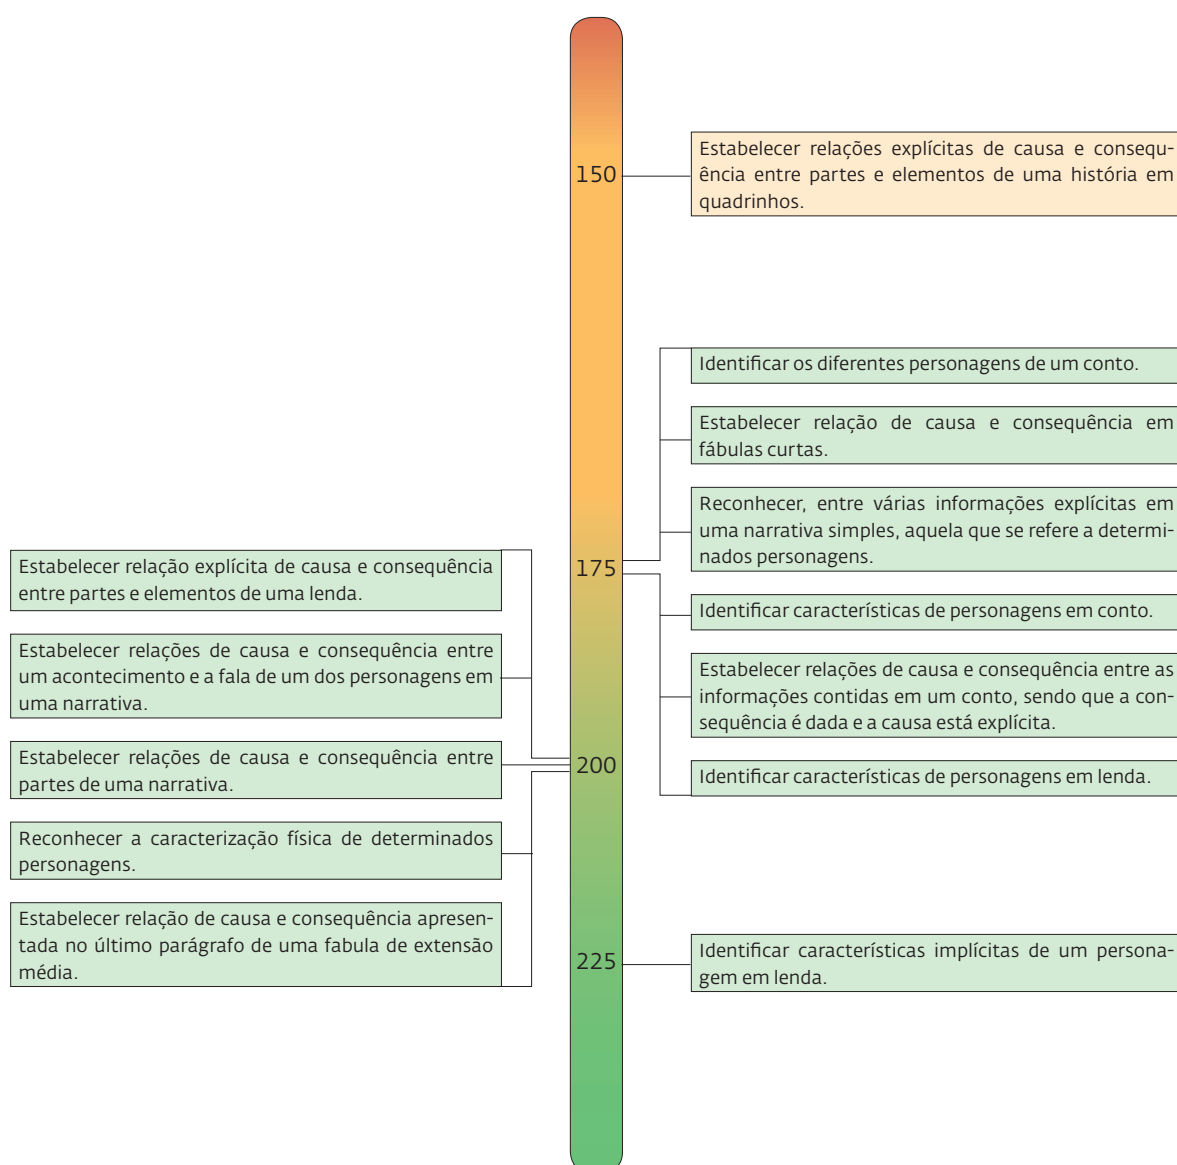 150
Estabelecer relações explícitas de causa e consequ-
ência entre partes e elementos de uma história em
quadrinhos.
Identificar os diferentes personagens de um conto.
Estabelecer relação de causa e consequência em
fábulas curtas.
Reconhecer, entre várias informações explícitas em
uma narrativa simples, aquela que se refere a determi-
nados personagens.
175
Identificar características de personagens em conto.
Estabelecer relações de causa e consequência entre as
informações contidas em um conto, sendo que a con-
sequência é dada e a causa está explícita.
Identificar características de personagens em lenda.
Estabelecer relação explícita de causa e consequência
entre partes e elementos de uma lenda.
Estabelecer relações de causa e consequência entre
um acontecimento e a fala de um dos personagens em
uma narrativa.
Estabelecer relações de causa e consequência entre
partes de uma narrativa.
200
Reconhecer a caracterização física de determinados
personagens.
Estabelecer relação de causa e consequência apresen-
tada no último parágrafo de uma fabula de extensão
média.
225
Identificar características implícitas de um persona-
gem em lenda.